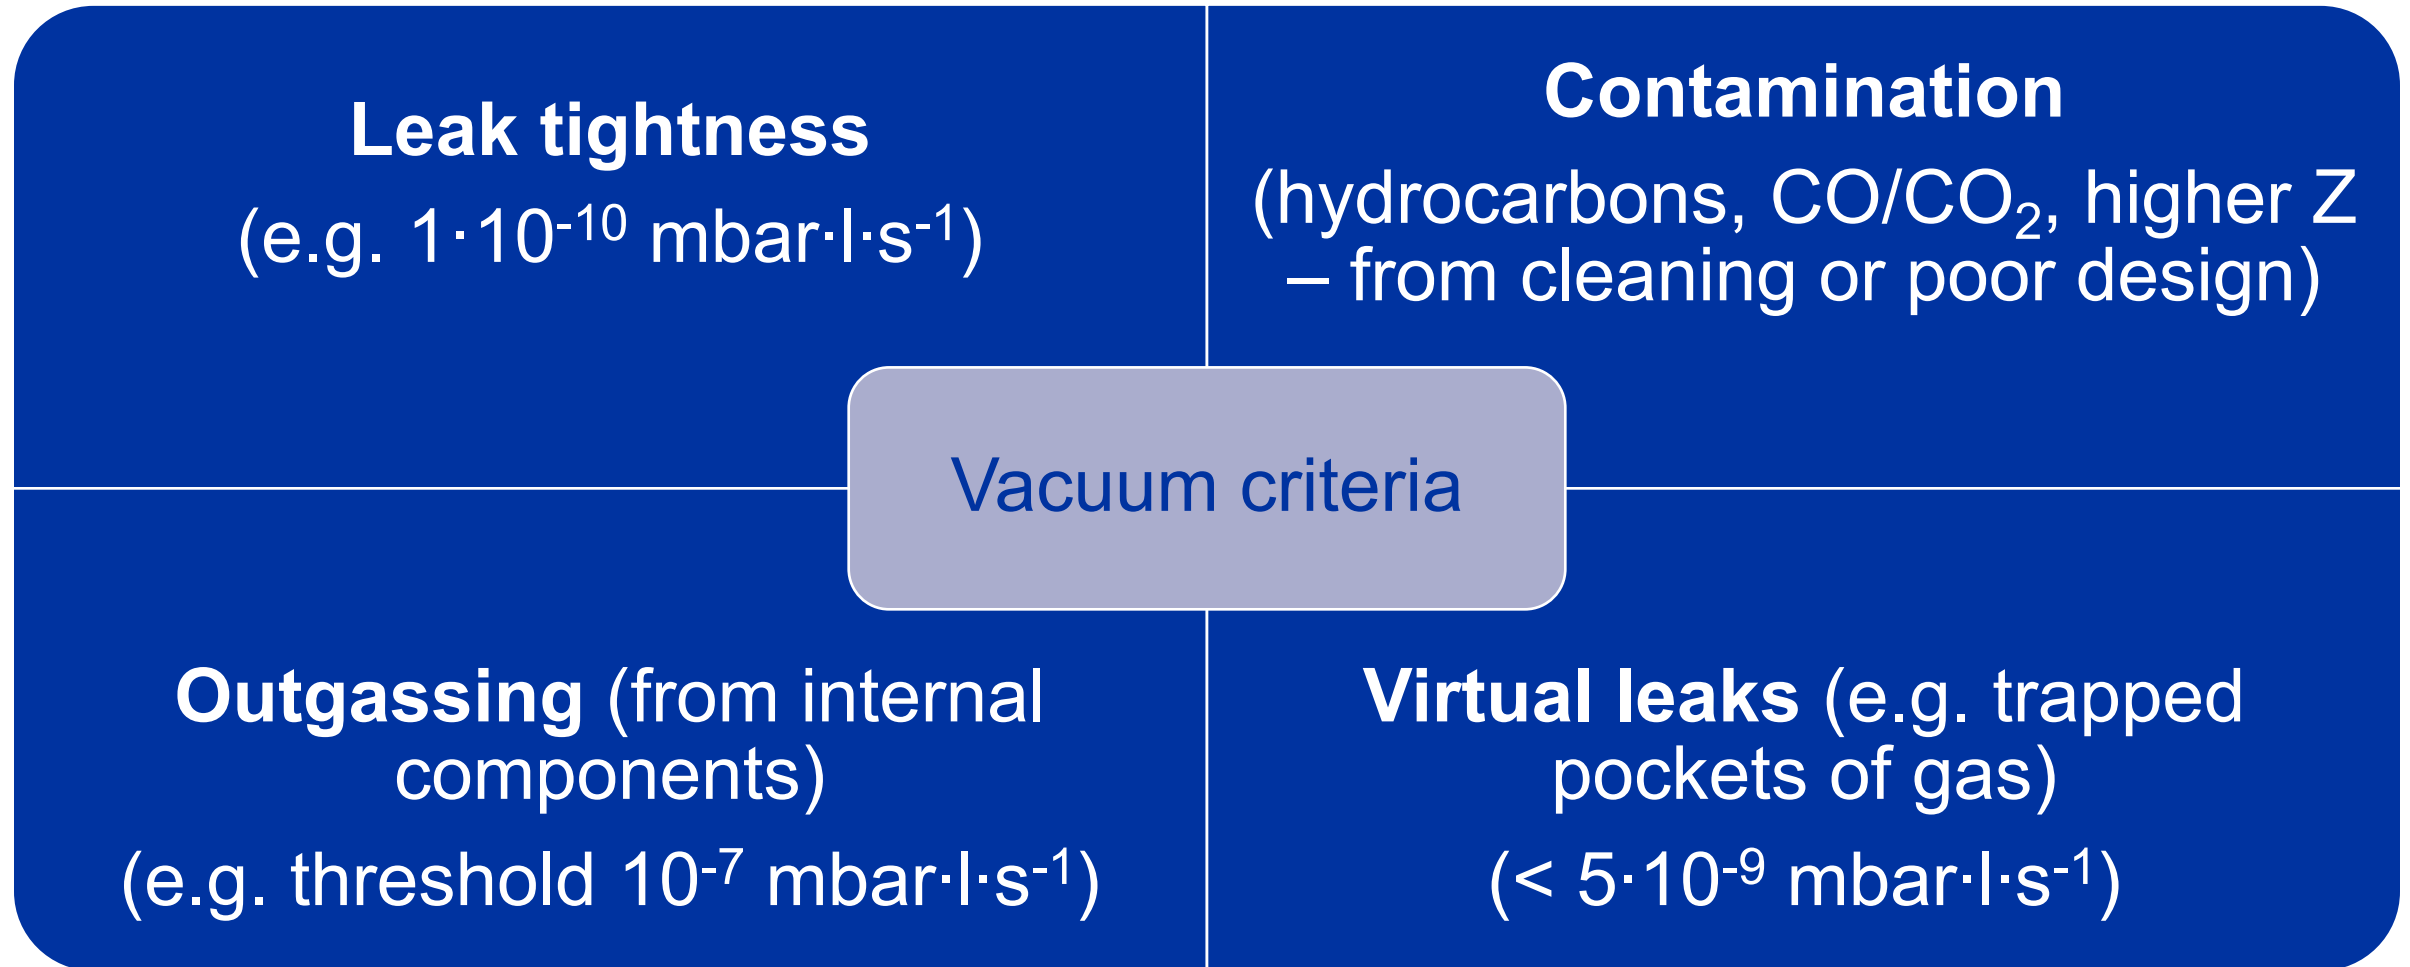 Leak tightness
(e.g. 1·10⁻¹⁰ mbar·l·s⁻¹)
Contamination
(hydrocarbons, CO/CO₂, higher Z
– from cleaning or poor design)
Vacuum criteria
Outgassing (from internal
components)
(e.g. threshold 10⁻⁷ mbar·l·s⁻¹)
Virtual leaks (e.g. trapped
pockets of gas)
(< 5·10⁻⁹ mbar·l·s⁻¹)